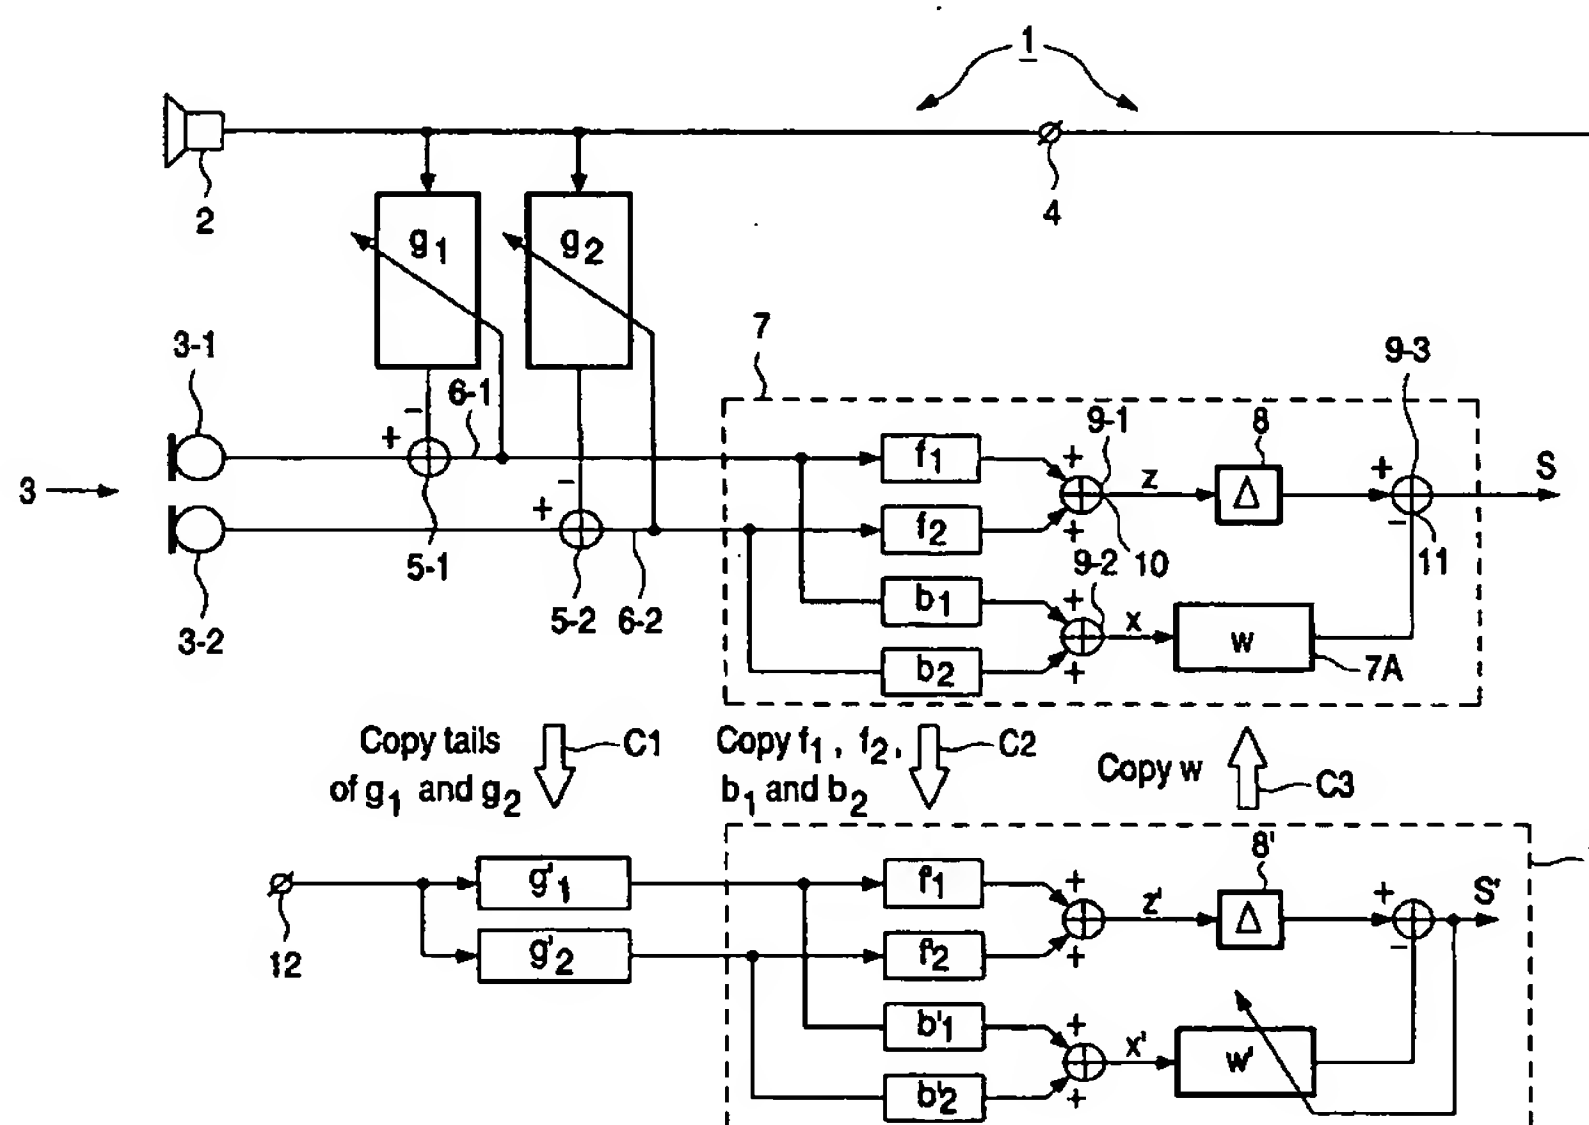 1
2
4
g1
g2
3-1
6-1
7
9-3
3
+
-
+
-
5-1
5-2
6-2
3-2
f1
f2
b1
b2
+
+
9-1
z
8
Δ
+
-
S
11
9-2
10
+
+
x
w
7A
Copy tails
of g1 and g2
C1
Copy f1, f2,
b1 and b2
C2
Copy w
C3
12
g'1
g'2
f'1
f'2
b'1
b'2
+
+
z'
8'
Δ
+
-
S'
+
+
x'
w'